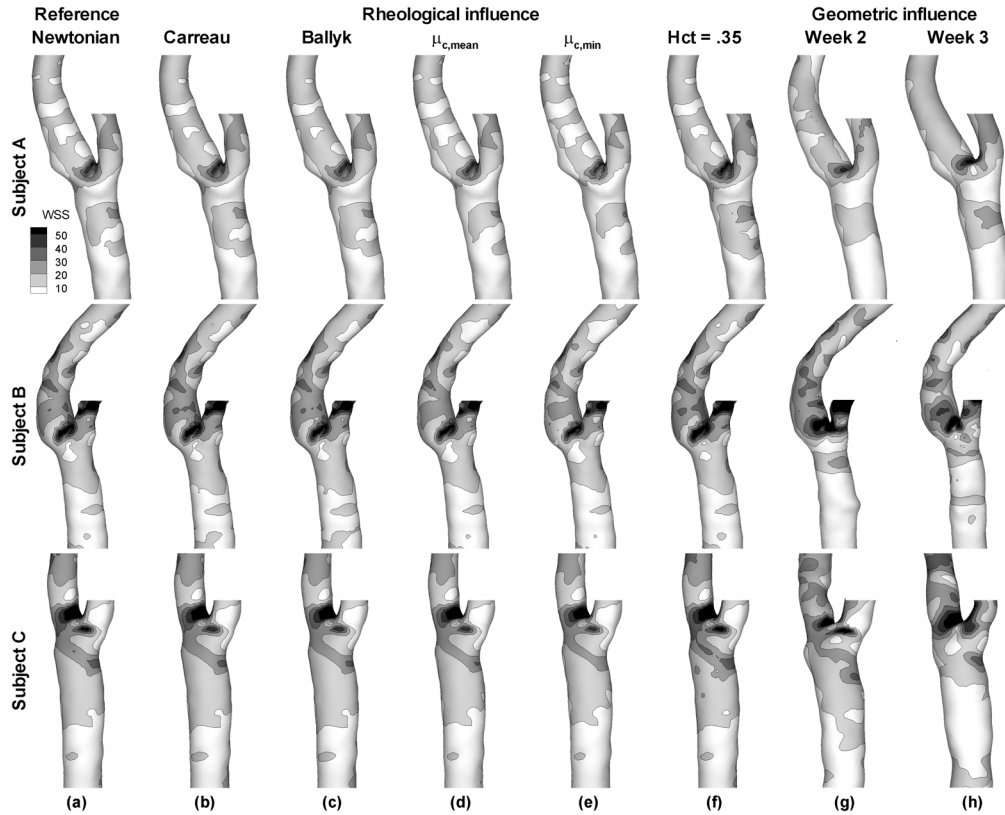 Reference
Rheological influence
Geometric influence
Newtonian
Carreau
Ballyk
μc,mean
μc,min
Hct = .35
Week 2
Week 3
Subject A
WSS
50
40
30
20
10
Subject B
Subject C
(a)
(b)
(c)
(d)
(e)
(f)
(g)
(h)